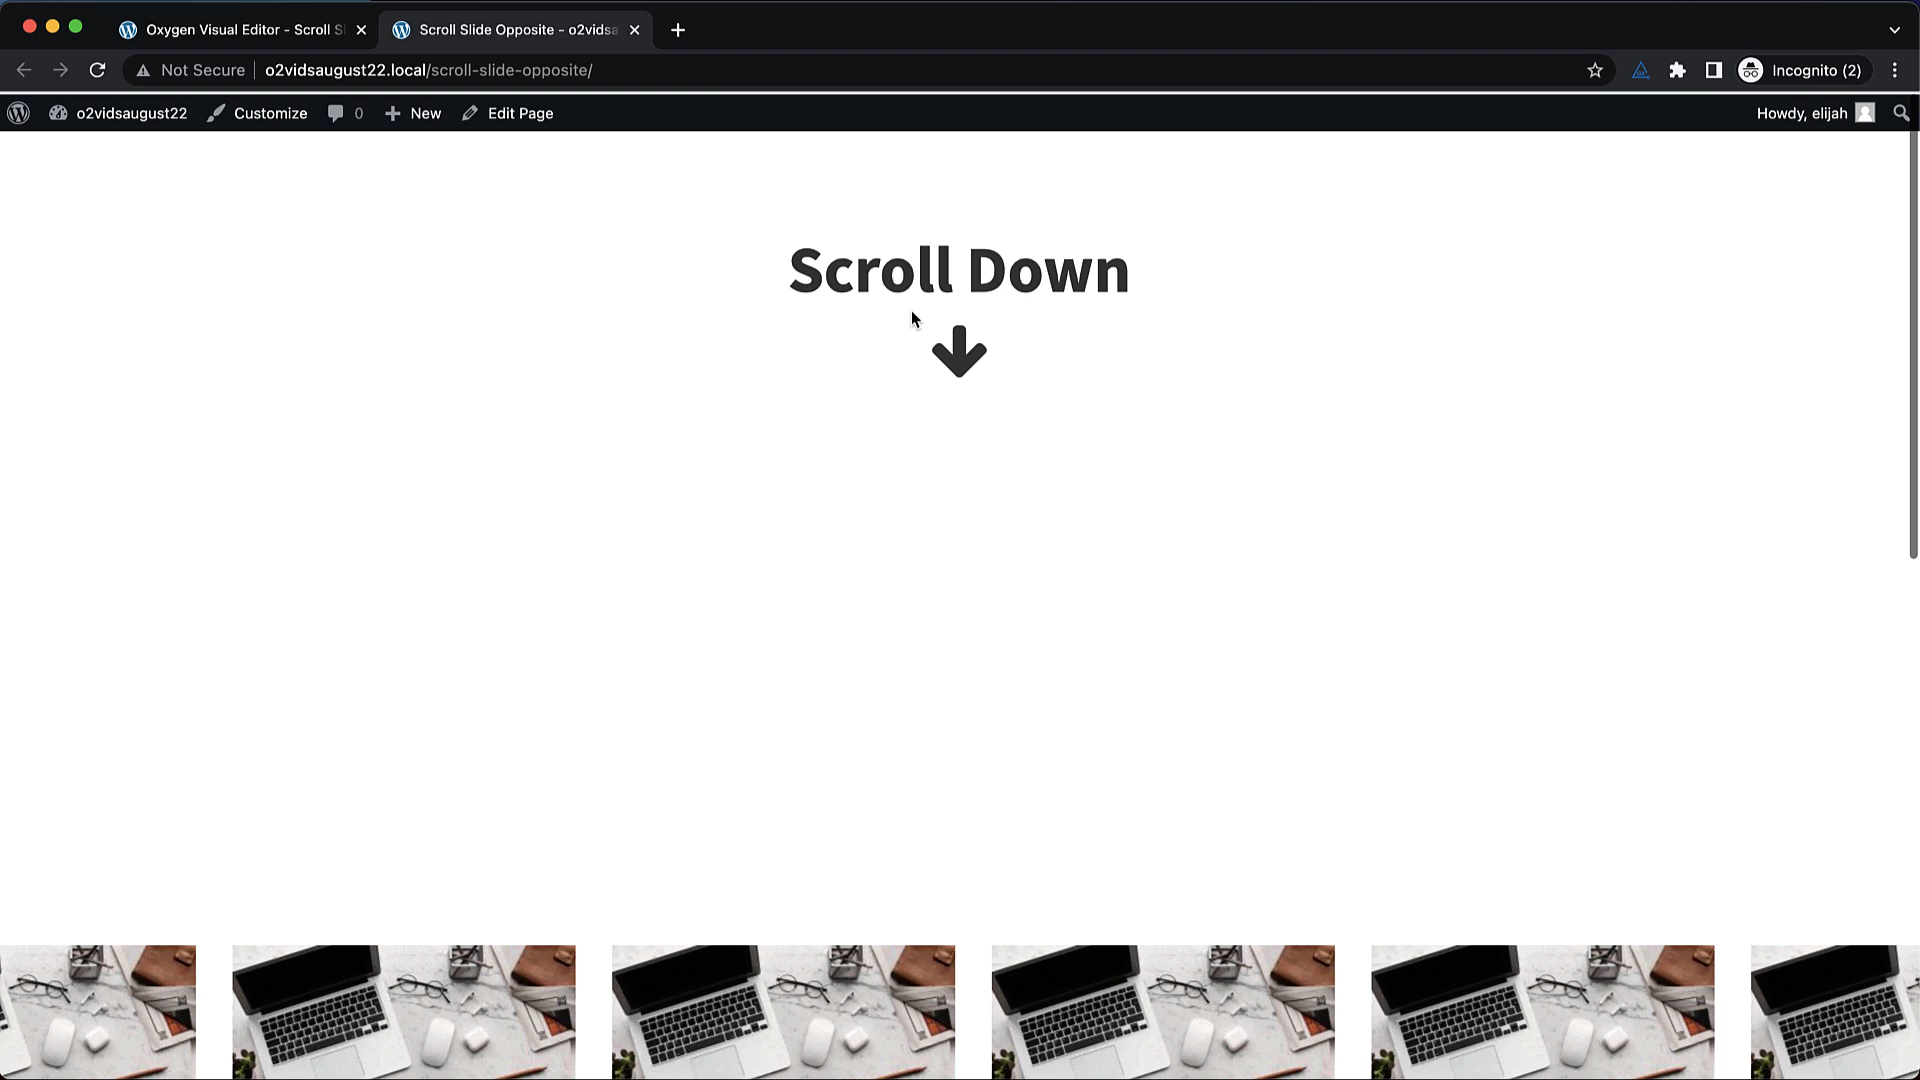 Oxygen Visual Editor - Scroll S
Scroll Slide Opposite - o2vidsa
Not Secure
o2vidsaugust22.local/scroll-slide-opposite/
Incognito (2)
o2vidsaugust22
Customize
0
New
Edit Page
Howdy, elijah
Scroll Down